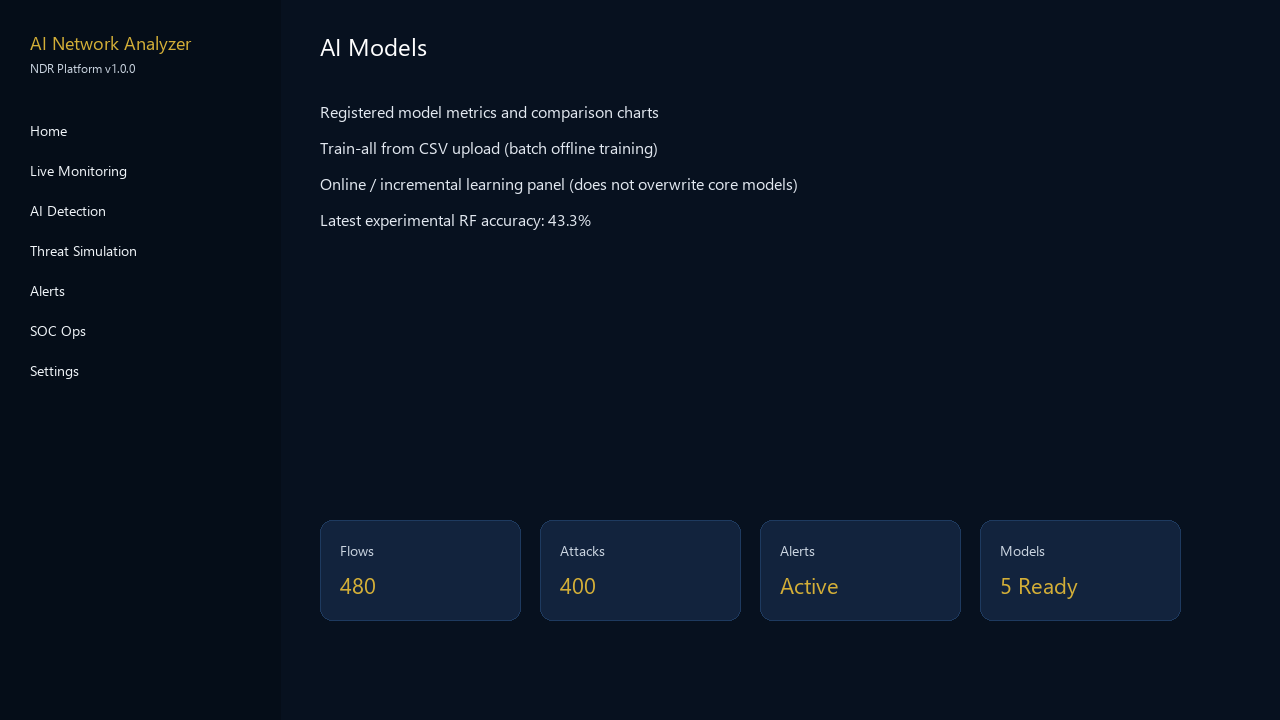 AI Network Analyzer
NDR Platform v1.0.0
Home
Live Monitoring
AI Detection
Threat Simulation
Alerts
SOC Ops
Settings
AI Models
Registered model metrics and comparison charts
Train-all from CSV upload (batch offline training)
Online / incremental learning panel (does not overwrite core models)
Latest experimental RF accuracy: 43.3%
Flows
480
Attacks
400
Alerts
Active
Models
5 Ready